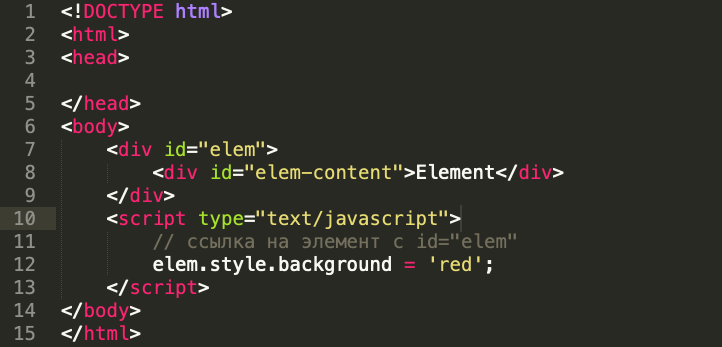 1 <!DOCTYPE html>
2 <html>
3 <head>
4
5 </head>
6 <body>
7     <div id="elem">
8         <div id="elem-content">Element</div>
9     </div>
10     <script type="text/javascript">
11         // ссылка на элемент с id="elem"
12         elem.style.background = 'red';
13     </script>
14 </body>
15 </html>